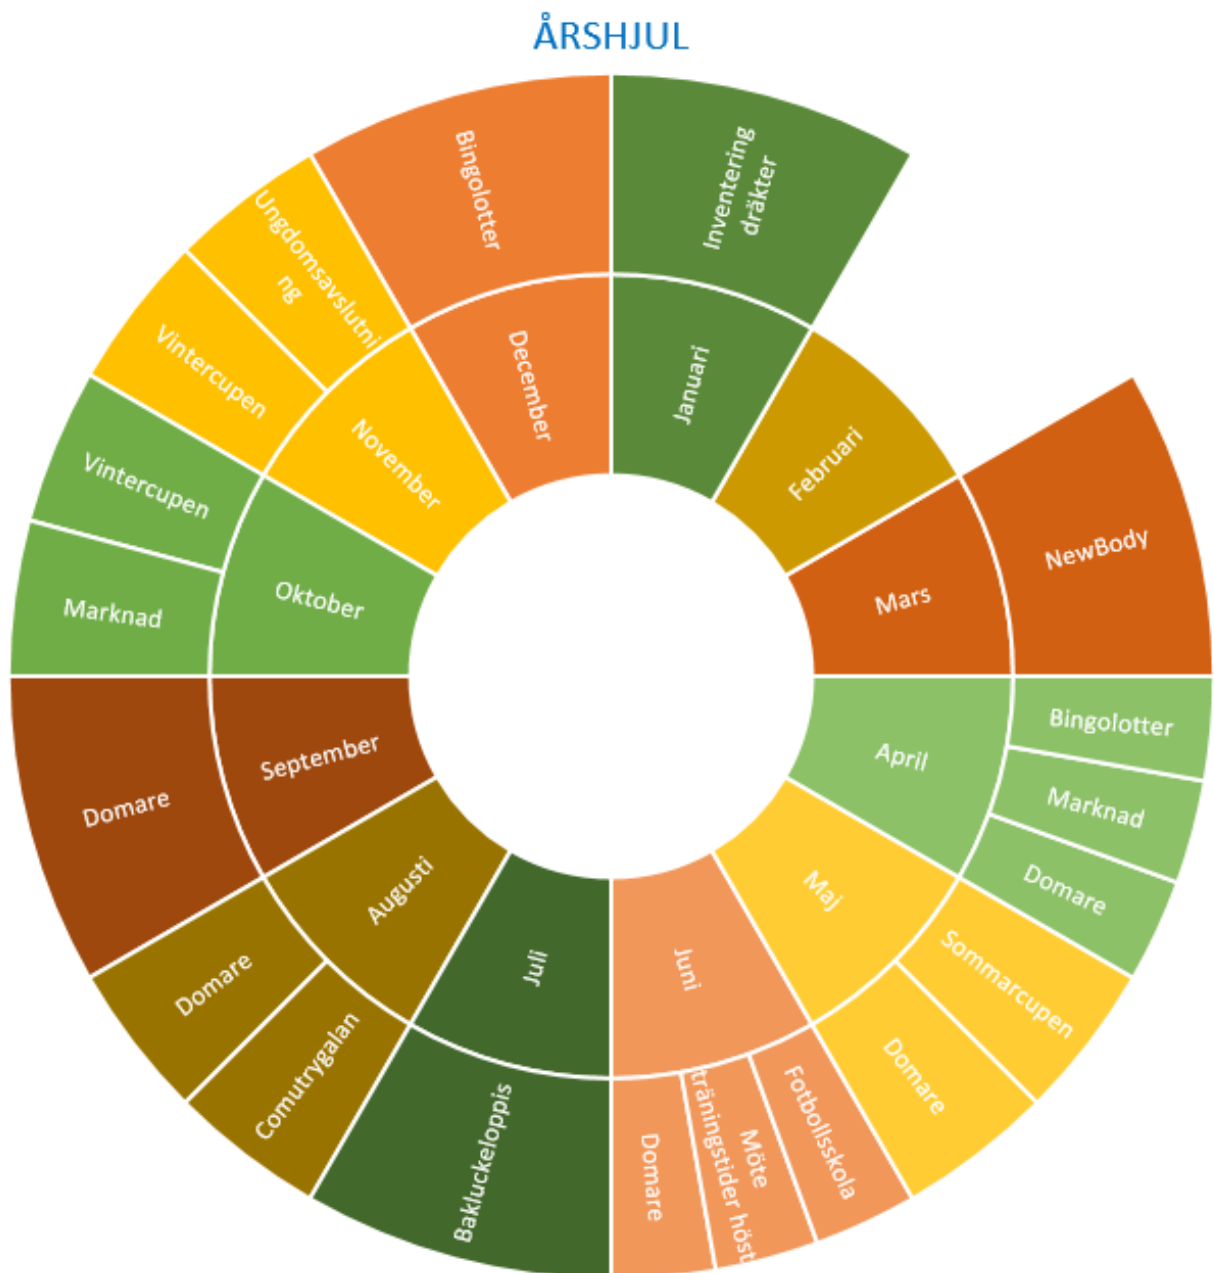 ÅRSHJUL
Januari
Inventering
dräkter
Februari
Mars
NewBody
April
Bingolotter
Marknad
Domare
Maj
Sommarcupen
Domare
Juni
Fotbollsskola
Möte
träningstider höst
Domare
Juli
Bakluckeloppis
Augusti
Comutrygalan
Domare
September
Domare
Oktober
Marknad
Vintercupen
November
Vintercupen
Ungdomsavslutni
ng
December
Bingolotter